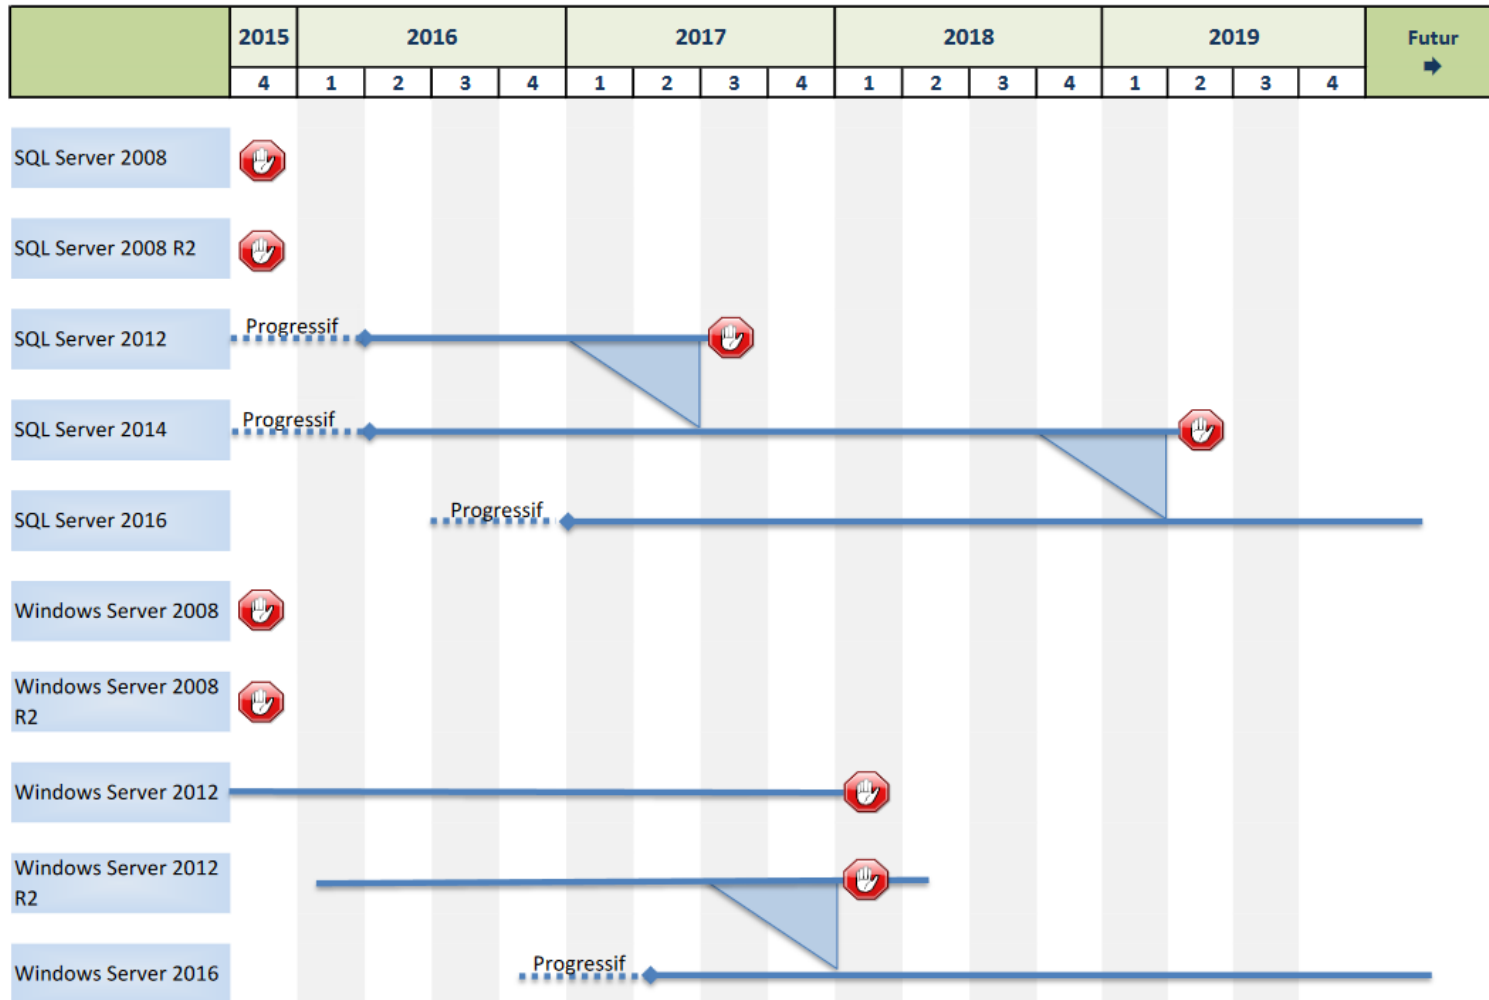 2015 2016 2017 2018 2019 Futur
4 1 2 3 4 1 2 3 4 1 2 3 4 1 2 3 4
SQL Server 2008
SQL Server 2008 R2
Progressif
SQL Server 2012
Progressif
SQL Server 2014
Progressif
SQL Server 2016
Windows Server 2008
Windows Server 2008
R2
Windows Server 2012
Windows Server 2012
R2
Progressif
Windows Server 2016